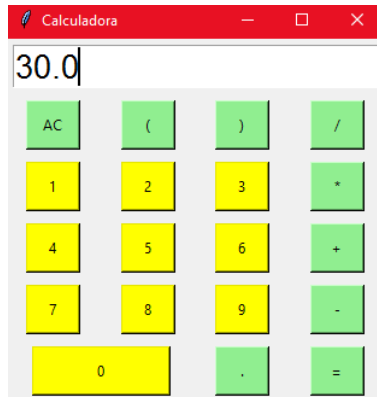 Calculadora
30.0
AC ( ) /
1 2 3 *
4 5 6 +
7 8 9 -
0 . =